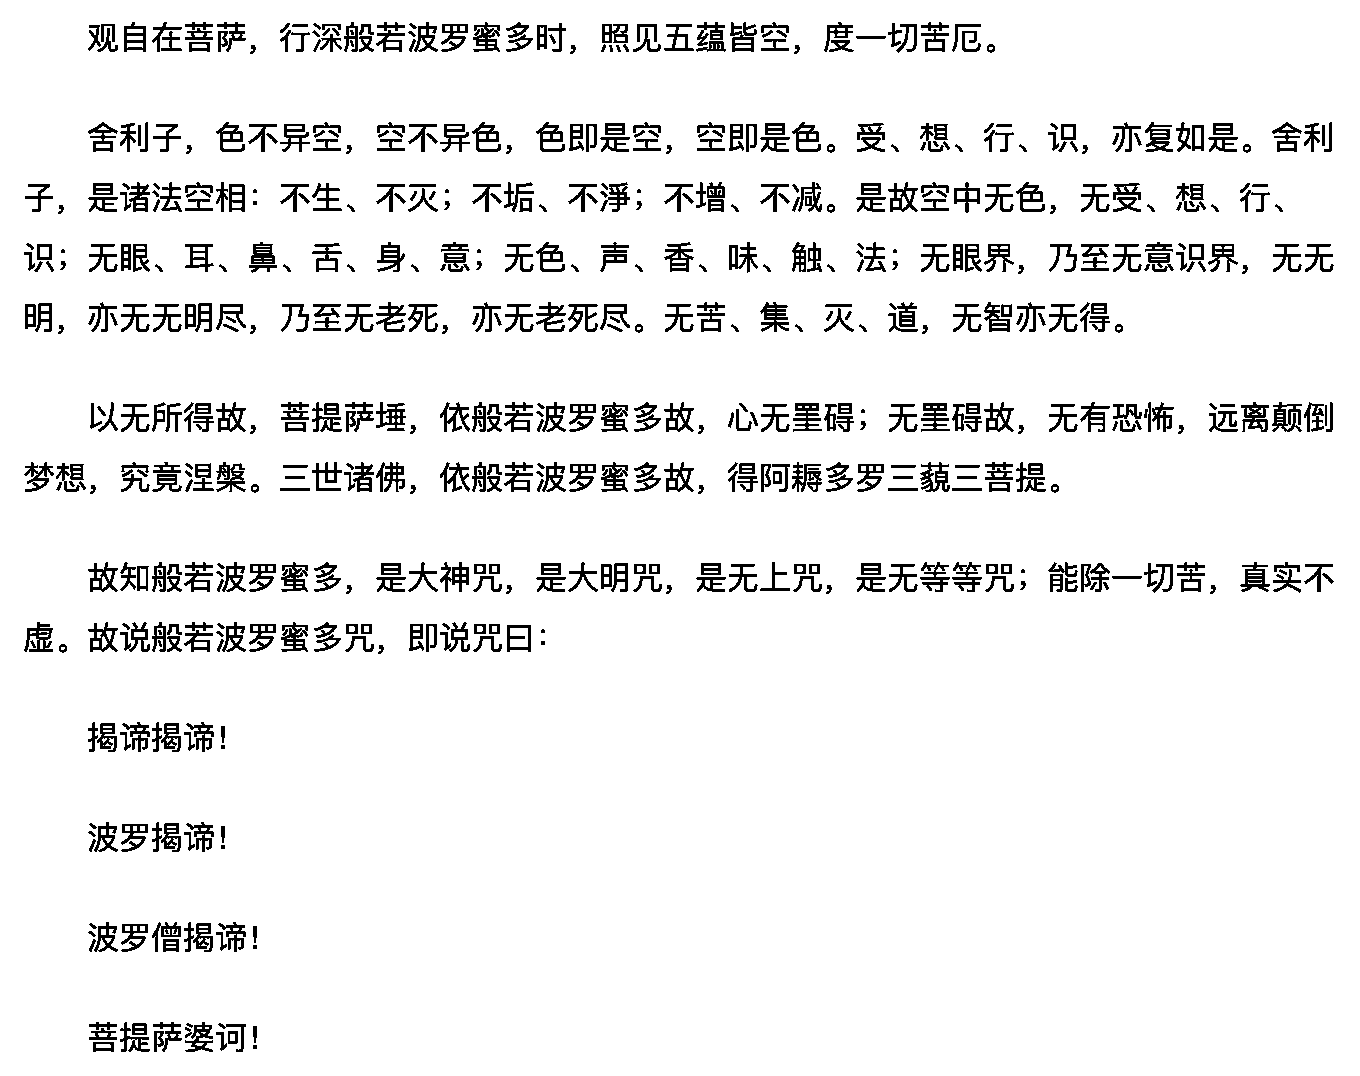 观自在菩萨，行深般若波罗蜜多时，照见五蕴皆空，度一切苦厄。
舍利子，色不异空，空不异色，色即是空，空即是色。受、想、行、识，亦复如是。舍利
子，是诸法空相：不生、不灭；不垢、不淨；不增、不减。是故空中无色，无受、想、行、
识；无眼、耳、鼻、舌、身、意；无色、声、香、味、触、法；无眼界，乃至无意识界，无无
明，亦无无明尽，乃至无老死，亦无老死尽。无苦、集、灭、道，无智亦无得。
以无所得故，菩提萨埵，依般若波罗蜜多故，心无罣碍；无罣碍故，无有恐怖，远离颠倒
梦想，究竟涅槃。三世诸佛，依般若波罗蜜多故，得阿耨多罗三藐三菩提。
故知般若波罗蜜多，是大神咒，是大明咒，是无上咒，是无等等咒；能除一切苦，真实不
虚。故说般若波罗蜜多咒，即说咒曰：
揭谛揭谛！
波罗揭谛！
波罗僧揭谛！
菩提萨婆诃！